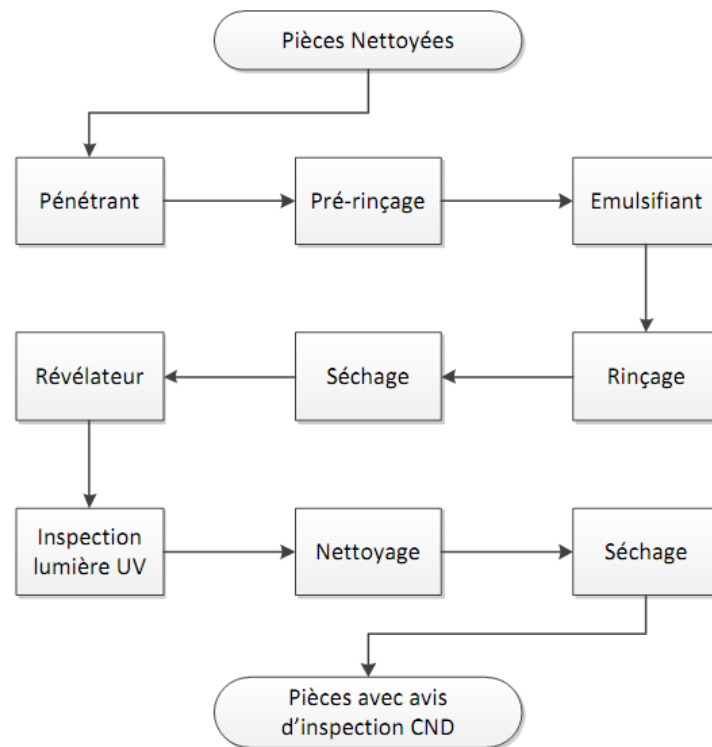 Pièces Nettoyées
Pénétrant
Pré-rinçage
Emulsifiant
Rinçage
Séchage
Révélateur
Inspection
lumière UV
Nettoyage
Séchage
Pièces avec avis
d'inspection CND